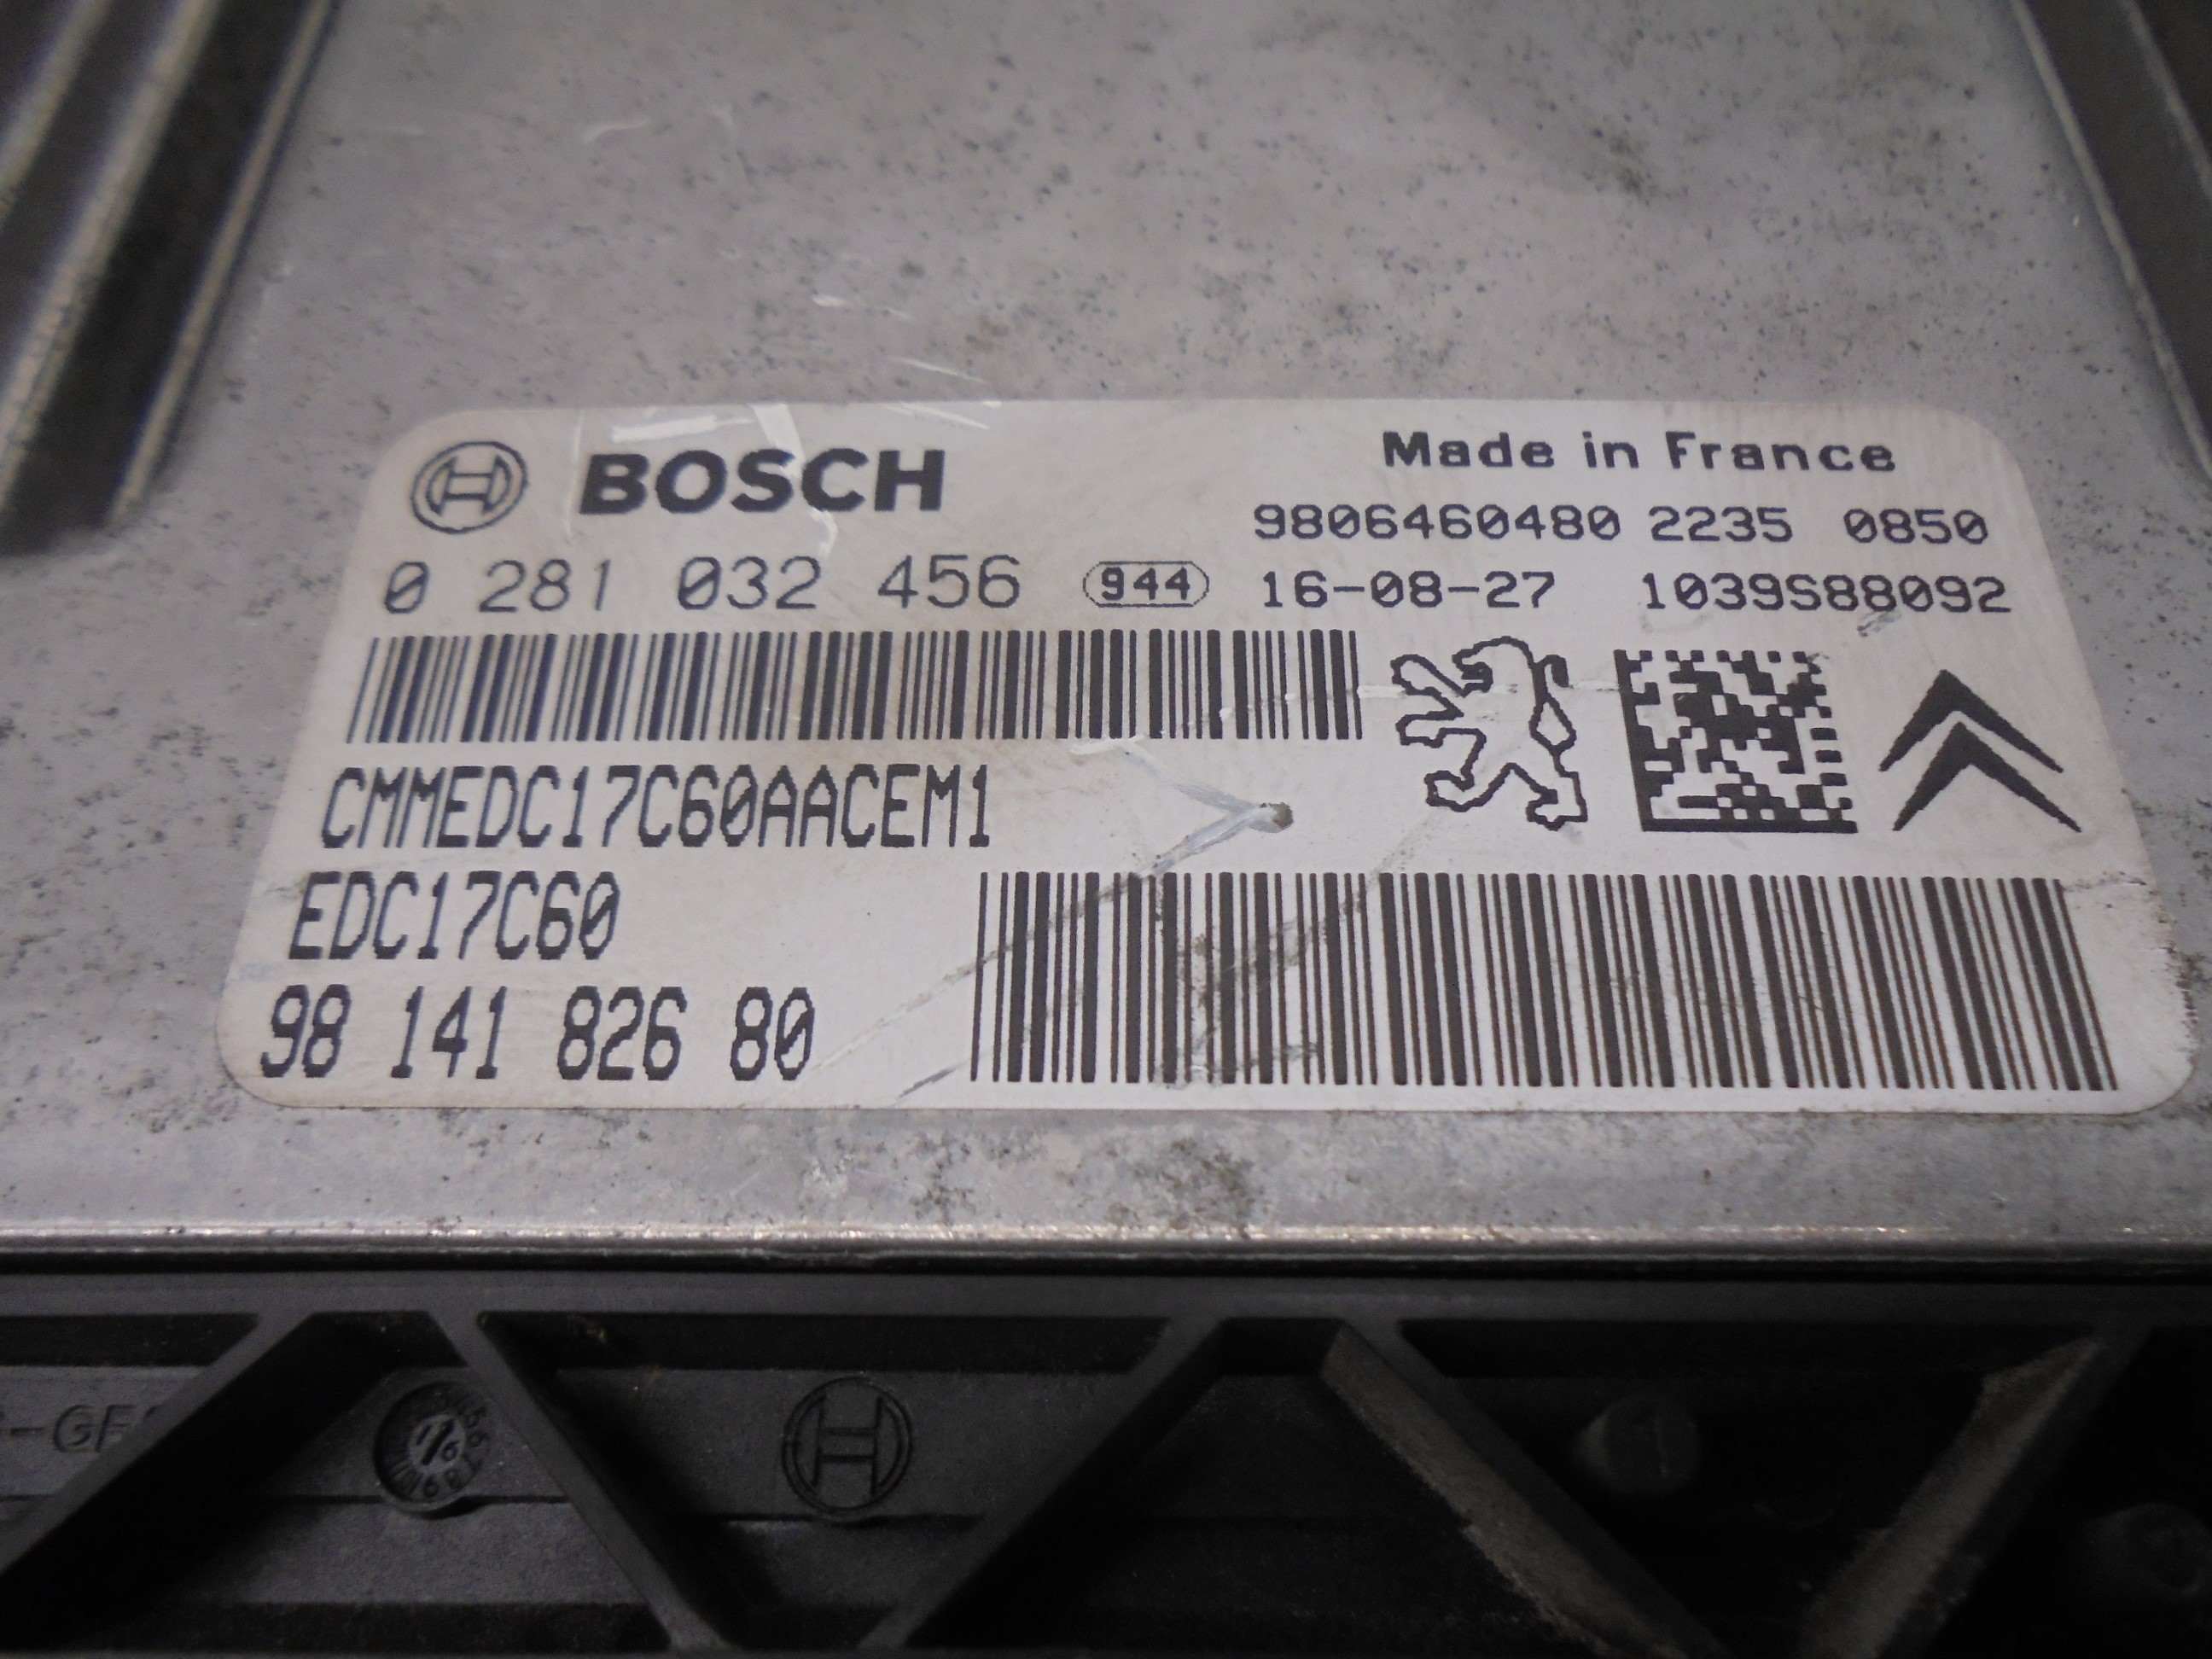 BOSCH
Made in France
9806460480 2235 0850
0 281 032 456 944 16-08-27 1039S88092
CMMEDC17C60AACEM1
EDC17C60
98 141 826 80